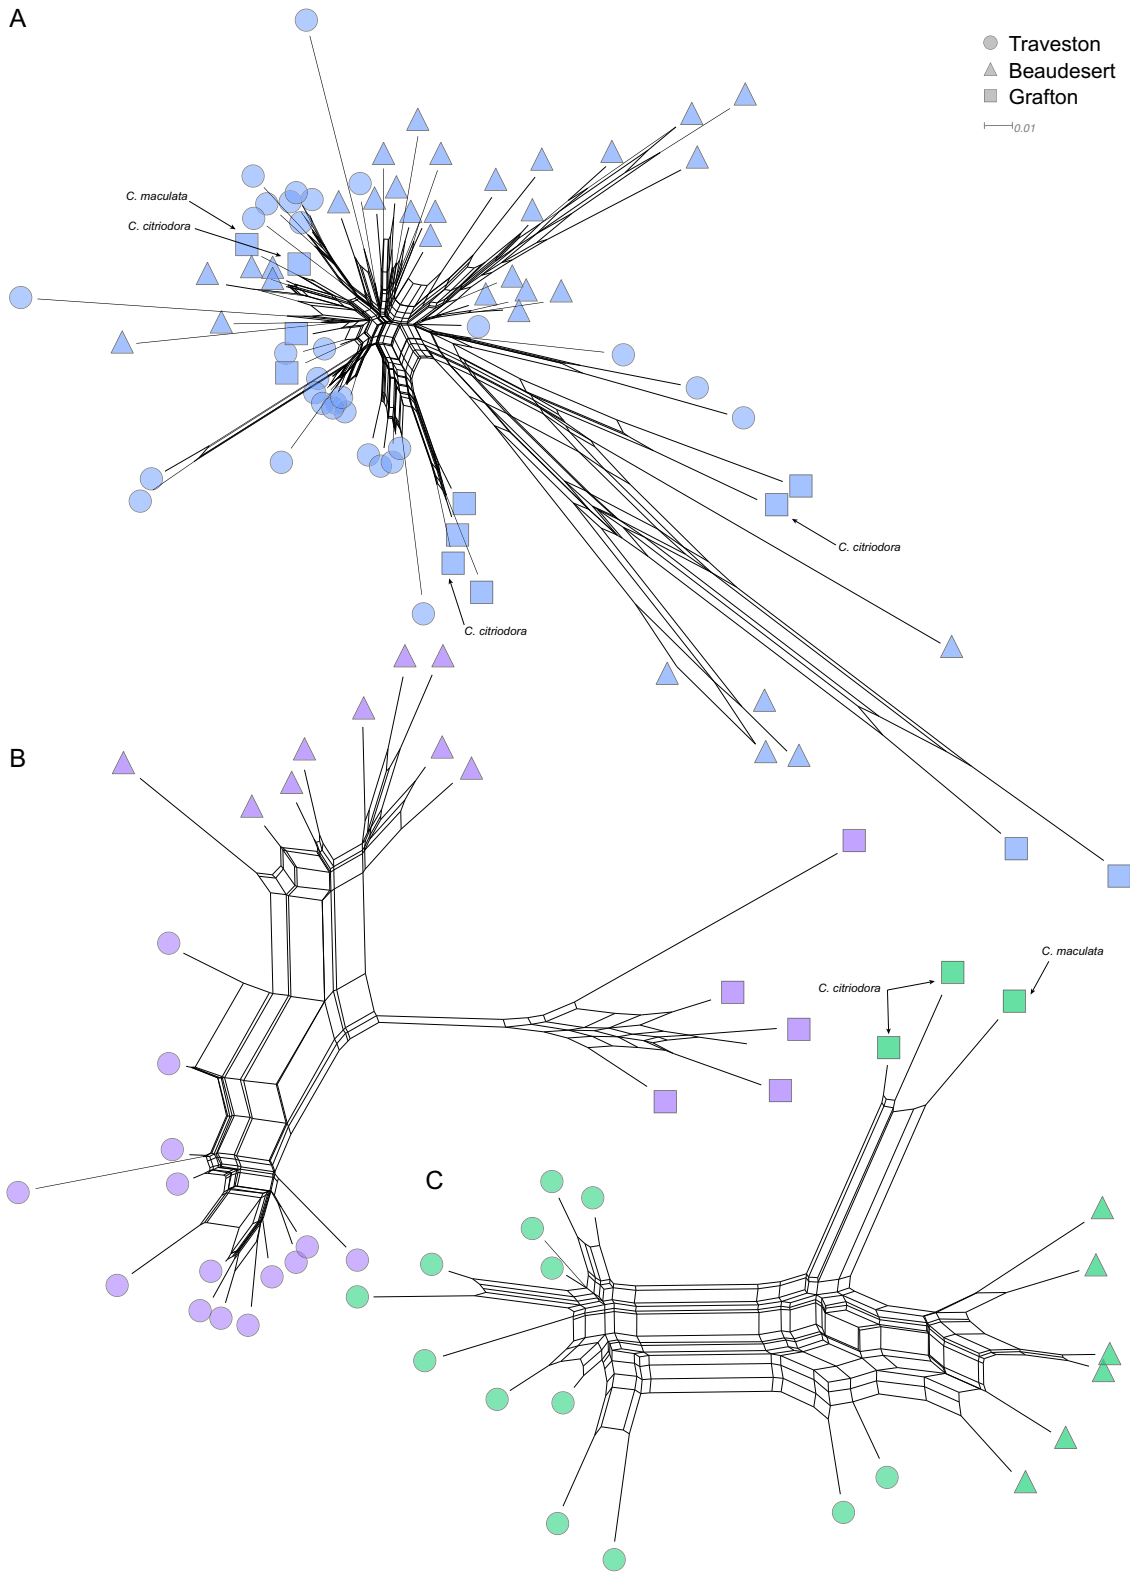 A
Traveston
Beaudesert
Grafton
0.01
C. maculata
C. citriodora
C. citriodora
C. citriodora
B
C. maculata
C. citriodora
C